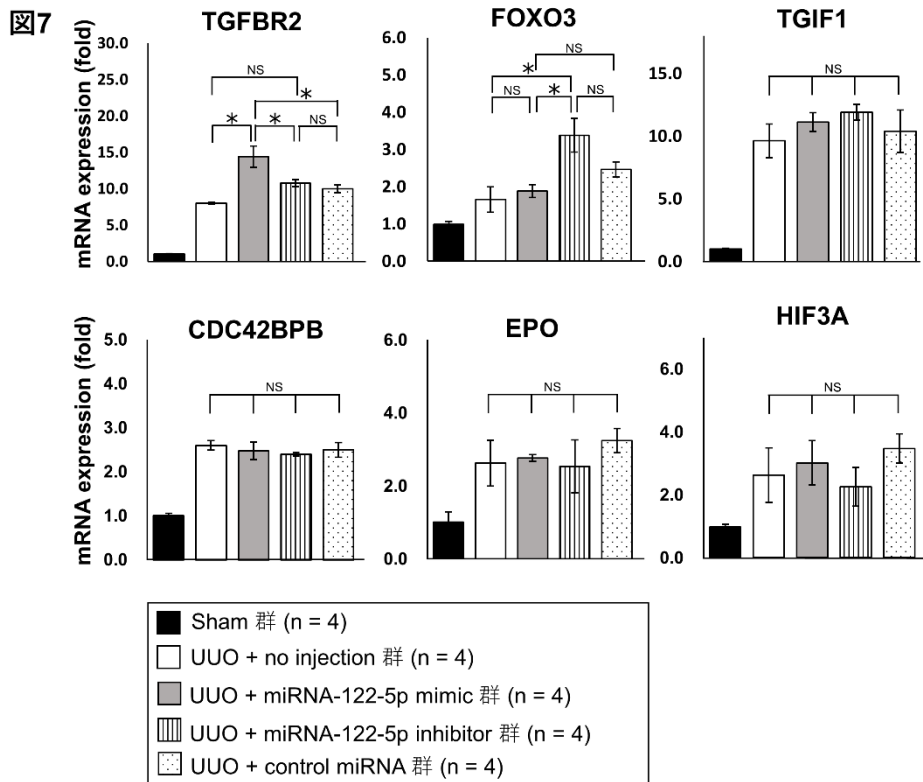 図7
TGFBR2
mRNA expression (fold)
30.0
25.0
20.0
15.0
10.0
5.0
0.0
NS
*
*
*
NS
FOXO3
6.0
5.0
4.0
3.0
2.0
1.0
0.0
NS
*
NS
*
NS
TGIF1
15.0
10.0
5.0
0.0
NS
CDC42BPB
mRNA expression (fold)
5.0
4.0
3.0
2.0
1.0
0.0
NS
EPO
6.0
4.0
2.0
0.0
NS
HIF3A
6.0
4.0
2.0
0.0
NS
Sham 群 (n = 4)
UUO + no injection 群 (n = 4)
UUO + miRNA-122-5p mimic 群 (n = 4)
UUO + miRNA-122-5p inhibitor 群 (n = 4)
UUO + control miRNA 群 (n = 4)